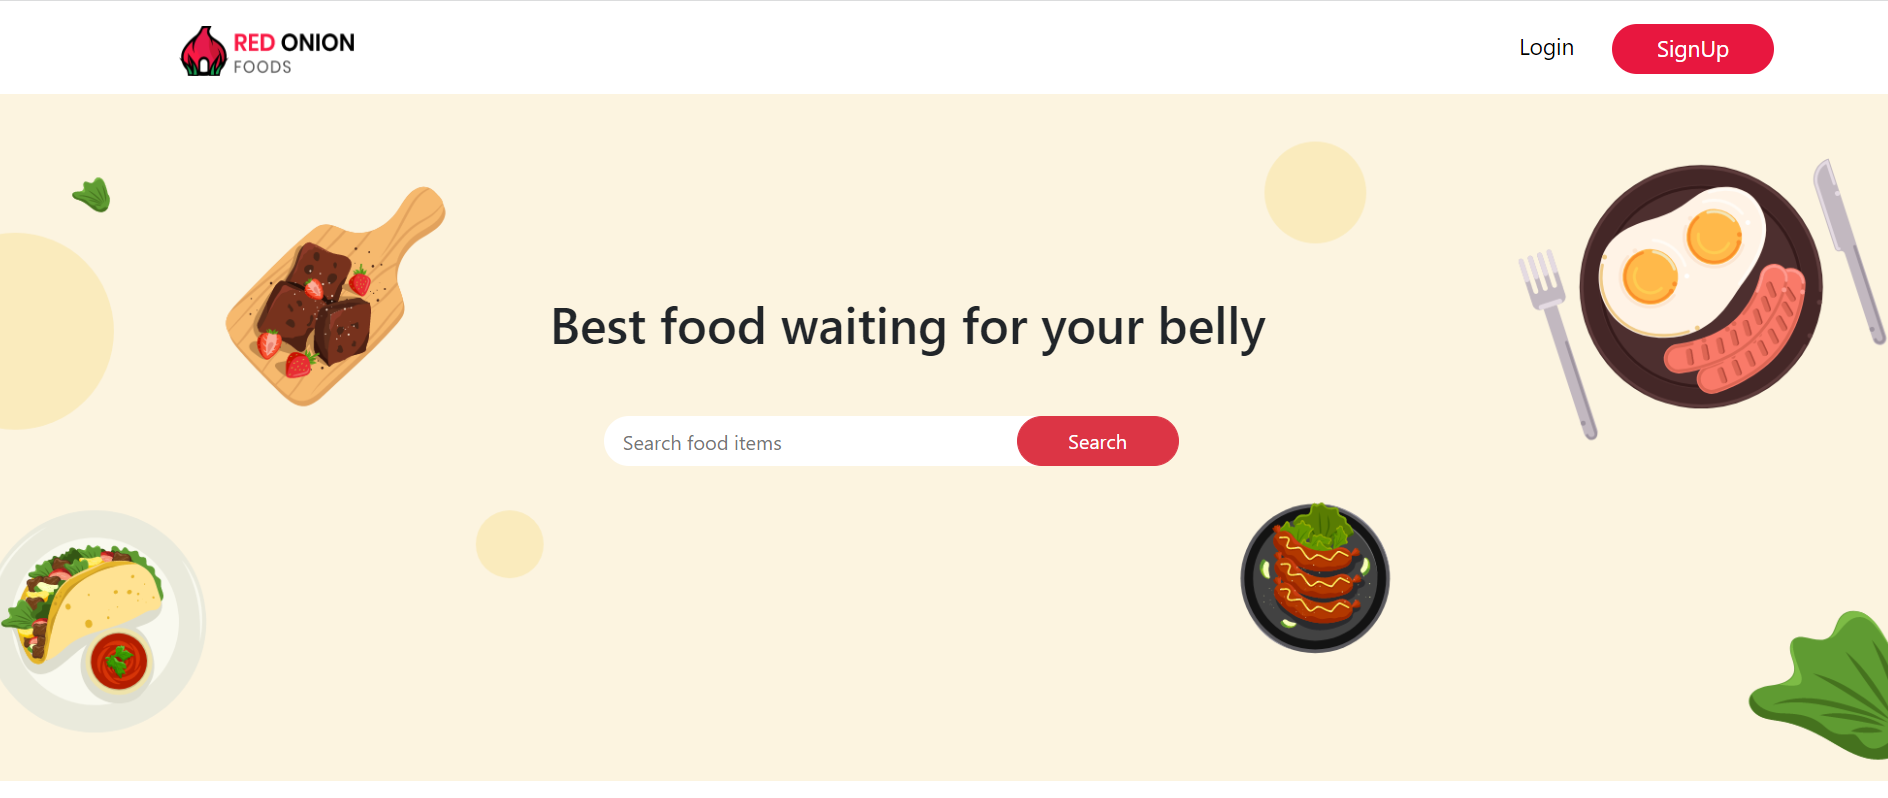 RED ONION
FOODS
Login
SignUp
Best food waiting for your belly
Search food items
Search